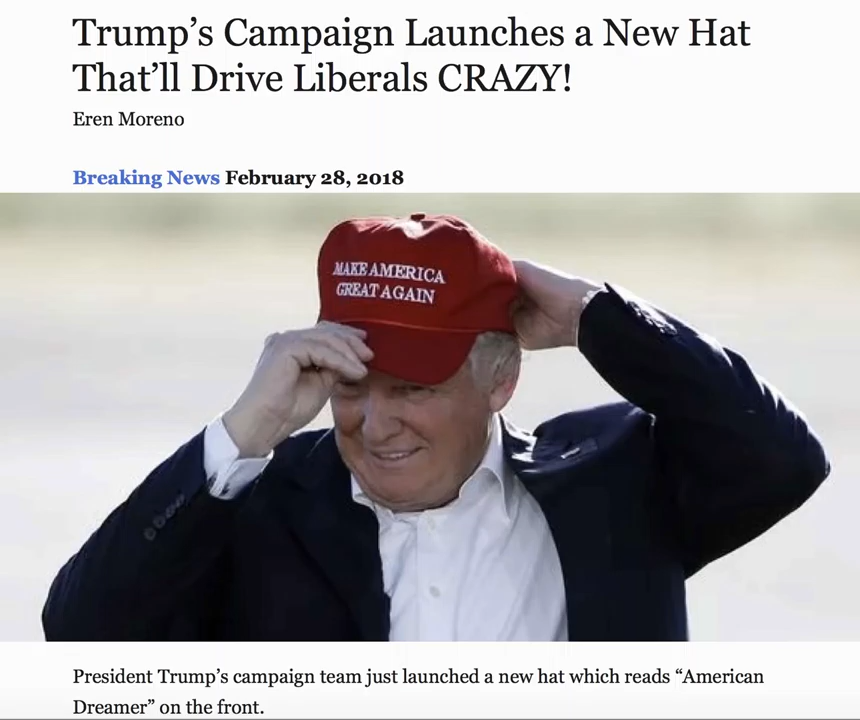 Trump’s Campaign Launches a New Hat
That’ll Drive Liberals CRAZY!
Eren Moreno
Breaking News February 28, 2018
MAKE AMERICA
GREAT AGAIN
President Trump’s campaign team just launched a new hat which reads “American
Dreamer” on the front.